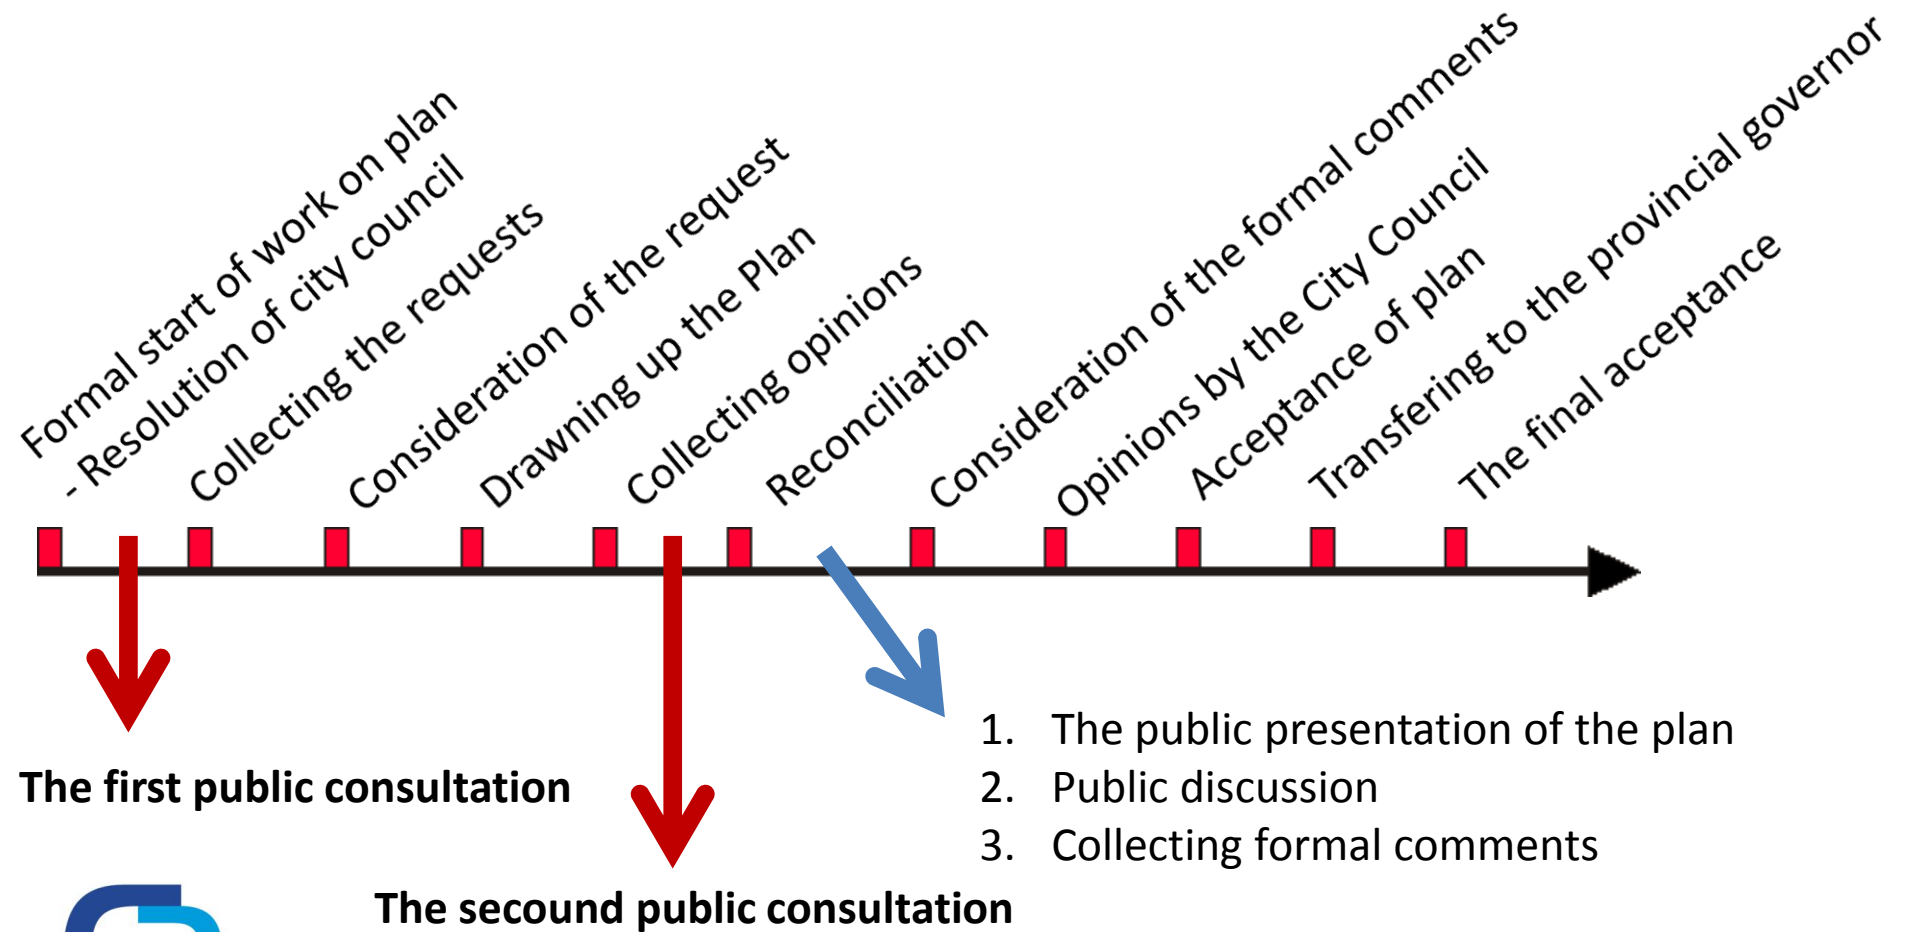 Formal start of work on plan
- Resolution of city council
Collecting the requests
Consideration of the request
Drawning up the Plan
Collecting opinions
Reconciliation
Consideration of the formal comments
Opinions by the City Council
Acceptance of plan
Transfering to the provincial governor
The final acceptance
The first public consultation
The secound public consultation
1. The public presentation of the plan
2. Public discussion
3. Collecting formal comments